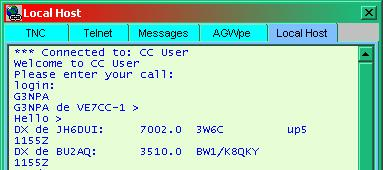 Local Host
TNC Telnet Messages AGWpe Local Host
*** Connected to: CC User
Welcome to CC User
Please enter your call:
login:
G3NPA
G3NPA de VE7CC-1 >
Hello >
DX de JH6DUI: 7002.0 3W6C up5
1155Z
DX de BU2AQ: 3510.0 BW1/K8QKY
1155Z